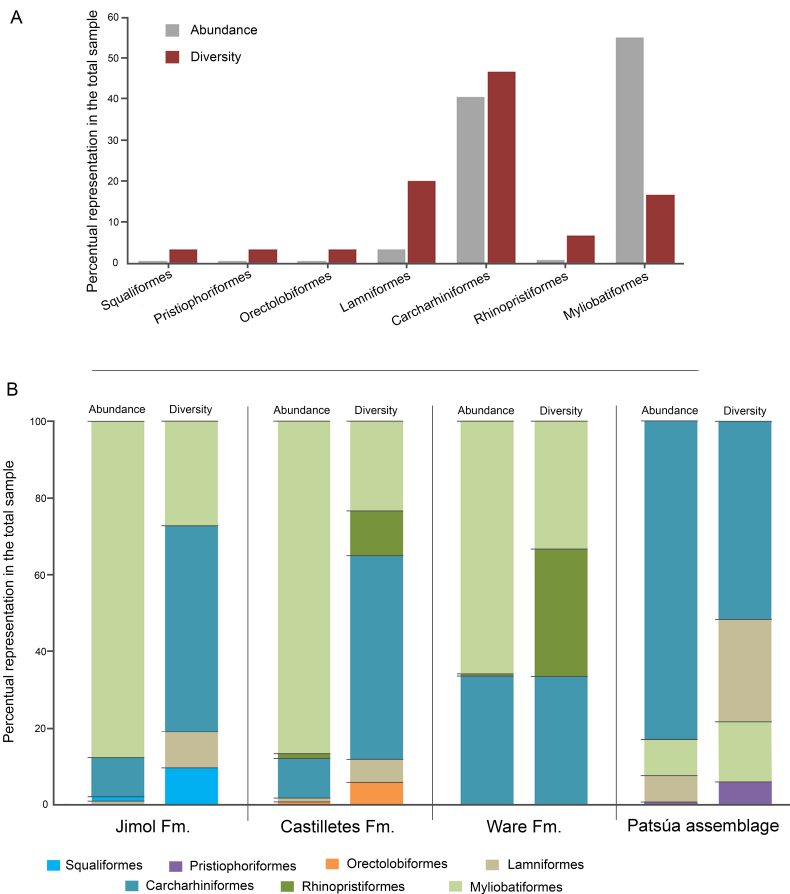 A
Percentual representation in the total sample
60
50
40
30
20
10
0
Abundance
Diversity
Squaliformes
Pristiophoriformes
Orectolobiformes
Lamniformes
Carcharhiniformes
Rhinopristiformes
Myliobatiformes
B
Percentual representation in the total sample
Abundance Diversity Abundance Diversity Abundance Diversity Abundance Diversity
100
80
60
40
20
0
Jimol Fm. Castilletes Fm. Ware Fm. Patsúa assemblage
Squaliformes Pristiophoriformes Orectolobiformes Lamniformes
Carcharhiniformes Rhinopristiformes Myliobatiformes